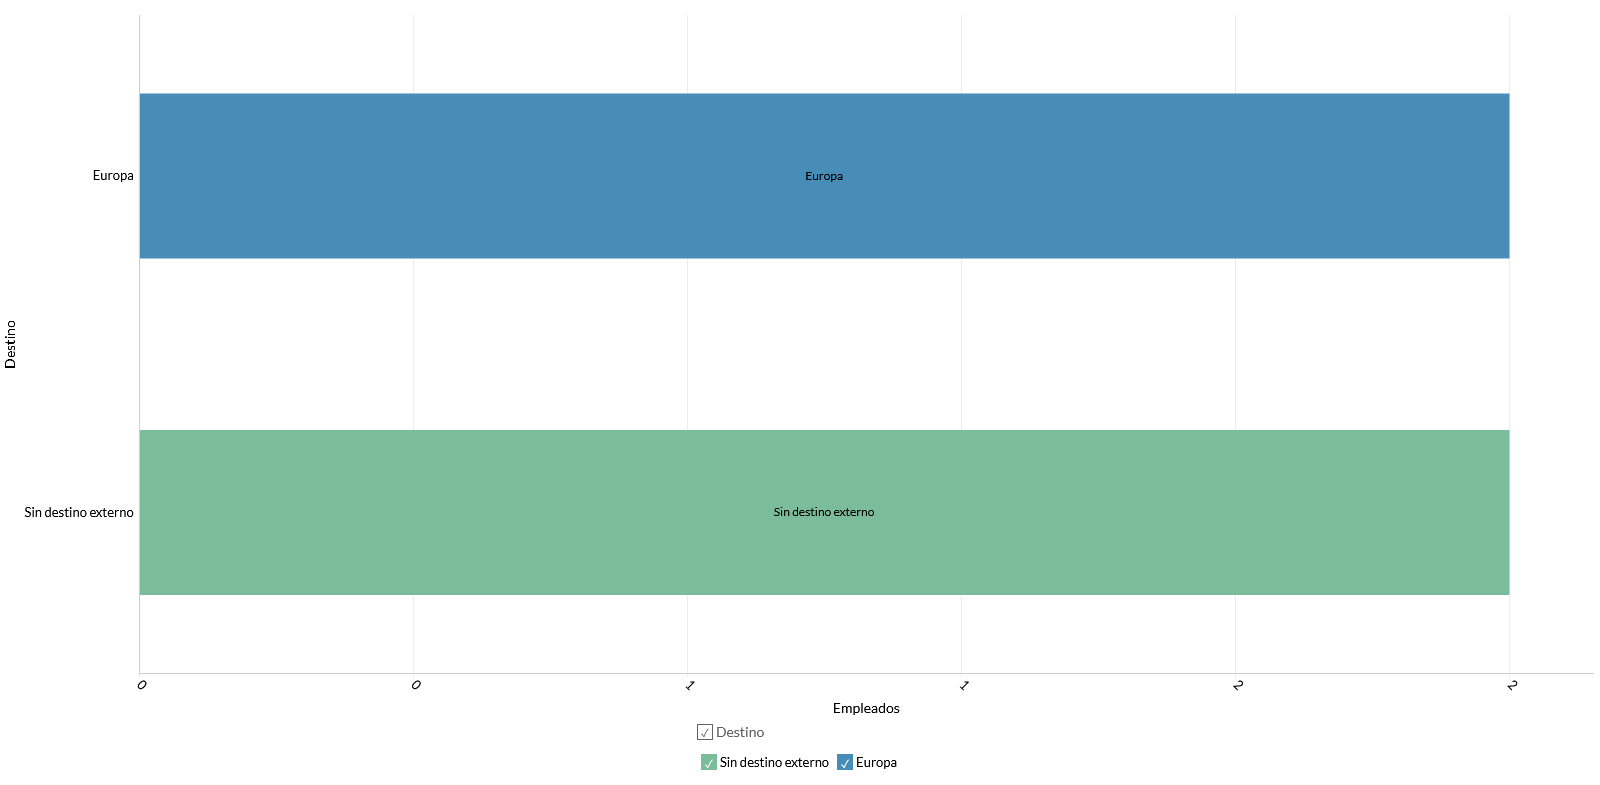 Europa
Europa
Destino
Sin destino externo
Sin destino externo
0 0 1 1 2 2
Empleados
Destino
Sin destino externo Europa